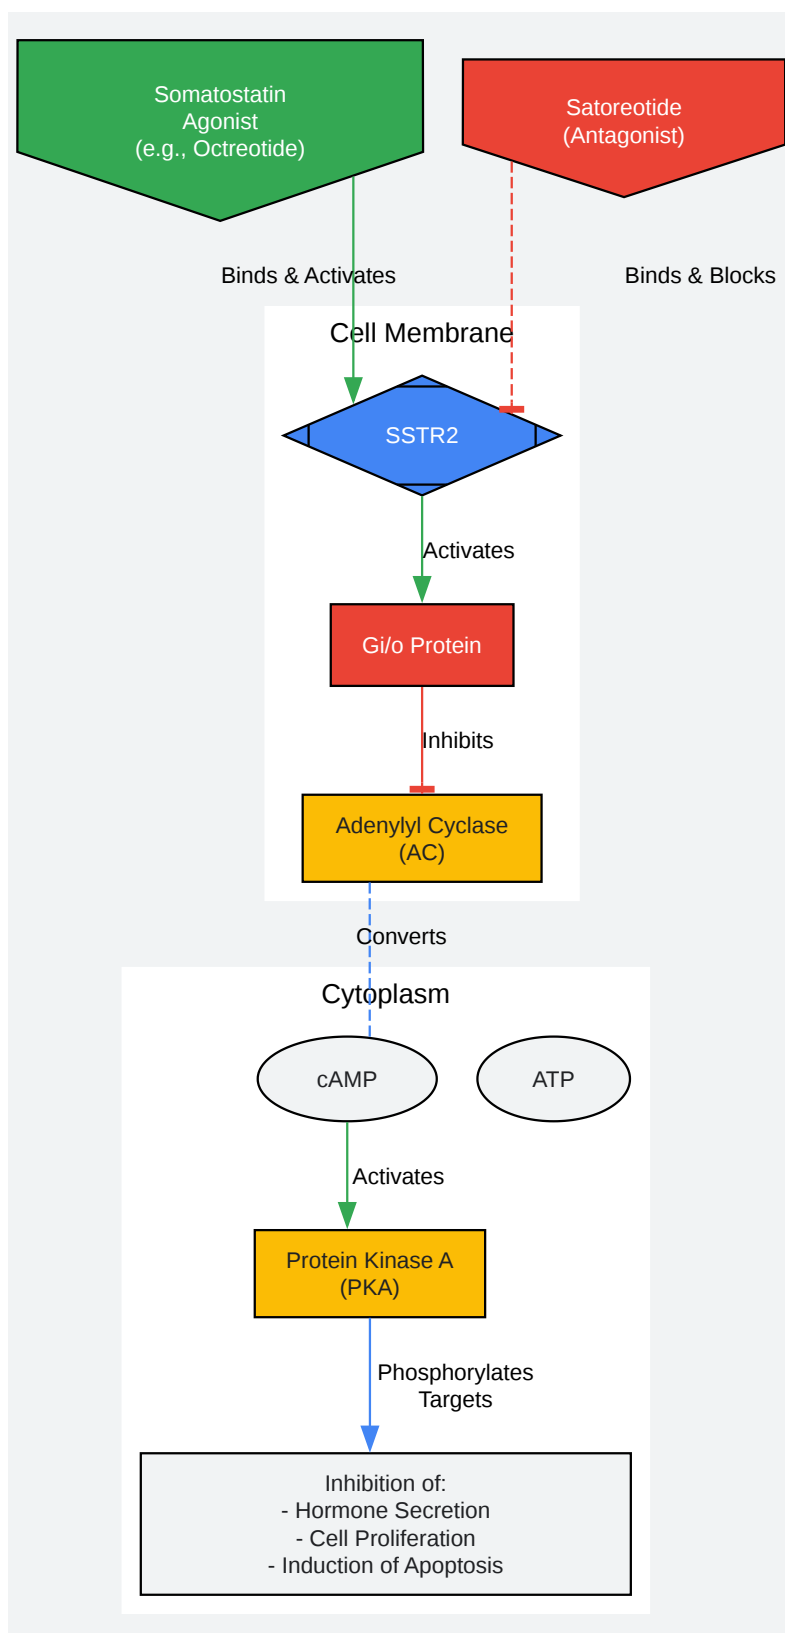 Somatostatin
Agonist
(e.g., Octreotide)
Satoreotide
(Antagonist)
Binds & Activates
Binds & Blocks
Cell Membrane
SSTR2
Activates
Gi/o Protein
Inhibits
Adenylyl Cyclase
(AC)
Converts
Cytoplasm
cAMP
ATP
Activates
Protein Kinase A
(PKA)
Phosphorylates
Targets
Inhibition of:
- Hormone Secretion
- Cell Proliferation
- Induction of Apoptosis